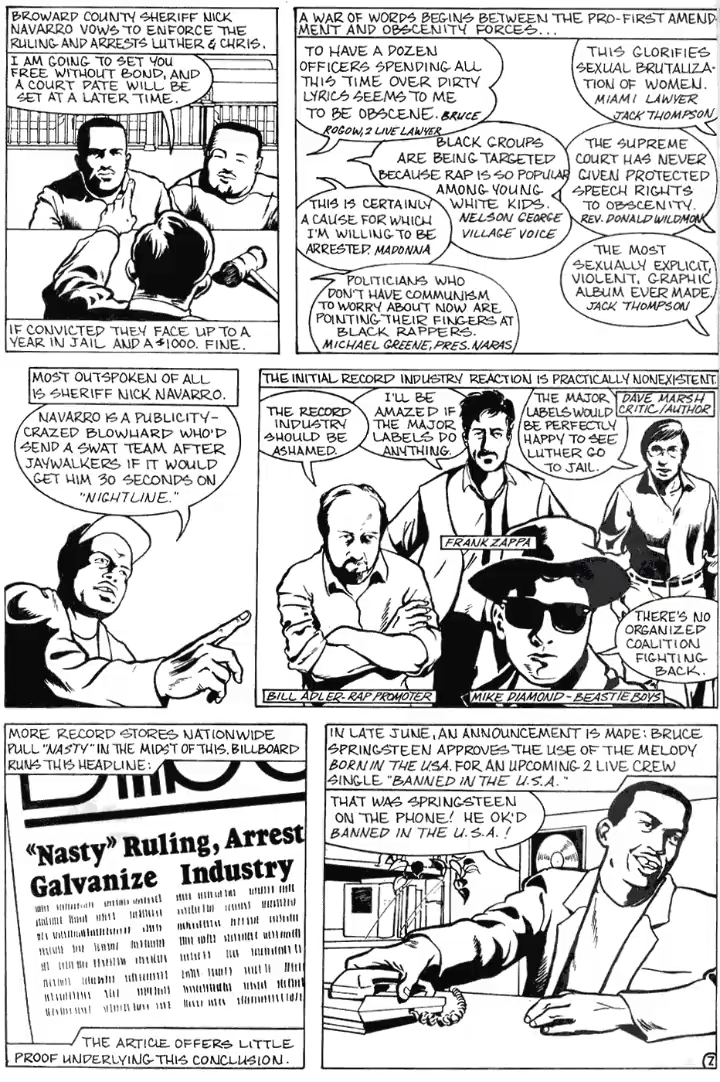 BROWARD COUNTY SHERIFF NICK
NAVARRO VOWS TO ENFORCE THE
RULING AND ARRESTS LUTHER & CHRIS.
I AM GOING TO SET YOU
FREE WITHOUT BOND, AND
A COURT DATE WILL BE
SET AT A LATER TIME.
IF CONVICTED THEY FACE UP TO A
YEAR IN JAIL AND A $1000. FINE.
A WAR OF WORDS BEGINS BETWEEN THE PRO-FIRST AMEND-
MENT AND OBSCENITY FORCES...
TO HAVE A DOZEN
OFFICERS SPENDING ALL
THIS TIME OVER DIRTY
LYRICS SEEMS TO ME
TO BE OBSCENE. BRUCE
ROGOW, 2 LIVE LAWYER
THIS GLORIFIES
SEXUAL BRUTALIZA-
TION OF WOMEN.
MIAMI LAWYER
JACK THOMPSON
BLACK GROUPS
ARE BEING TARGETED
BECAUSE RAP IS SO POPULAR
AMONG YOUNG
WHITE KIDS.
NELSON GEORGE
VILLAGE VOICE
THE SUPREME
COURT HAS NEVER
GIVEN PROTECTED
SPEECH RIGHTS
TO OBSCENITY.
REV. DONALD WILDMON
THIS IS CERTAINLY
A CAUSE FOR WHICH
I'M WILLING TO BE
ARRESTED. MADONNA
THE MOST
SEXUALLY EXPLICIT,
VIOLENT, GRAPHIC
ALBUM EVER MADE.
JACK THOMPSON
POLITICIANS WHO
DON'T HAVE COMMUNISM
TO WORRY ABOUT NOW ARE
POINTING THEIR FINGERS AT
BLACK RAPPERS.
MICHAEL GREENE, PRES. NARAS
MOST OUTSPOKEN OF ALL
IS SHERIFF NICK NAVARRO.
NAVARRO IS A PUBLICITY-
CRAZED BLOWHARD WHO'D
SEND A SWAT TEAM AFTER
JAYWALKERS IF IT WOULD
GET HIM 30 SECONDS ON
"NIGHTLINE."
THE INITIAL RECORD INDUSTRY REACTION IS PRACTICALLY NONEXISTENT.
THE RECORD
INDUSTRY
SHOULD BE
ASHAMED.
I'LL BE
AMAZED IF
THE MAJOR
LABELS DO
ANYTHING.
THE MAJOR
LABELS WOULD
BE PERFECTLY
HAPPY TO SEE
LUTHER GO
TO JAIL.
DAVE MARSH
CRITIC/AUTHOR
FRANK ZAPPA
THERE'S NO
ORGANIZED
COALITION
FIGHTING
BACK.
BILL ADLER-RAP PROMOTER
MIKE DIAMOND-BEASTIE BOYS
MORE RECORD STORES NATIONWIDE
PULL "NASTY" IN THE MIDST OF THIS. BILLBOARD
RUNS THIS HEADLINE:
"Nasty" Ruling, Arrest
Galvanize Industry
THE ARTICLE OFFERS LITTLE
PROOF UNDERLYING THIS CONCLUSION.
IN LATE JUNE, AN ANNOUNCEMENT IS MADE: BRUCE
SPRINGSTEEN APPROVES THE USE OF THE MELODY
BORN IN THE USA. FOR AN UPCOMING 2 LIVE CREW
SINGLE "BANNED IN THE U.S.A."
THAT WAS SPRINGSTEEN
ON THE PHONE! HE OK'D
BANNED IN THE U.S.A.!
7